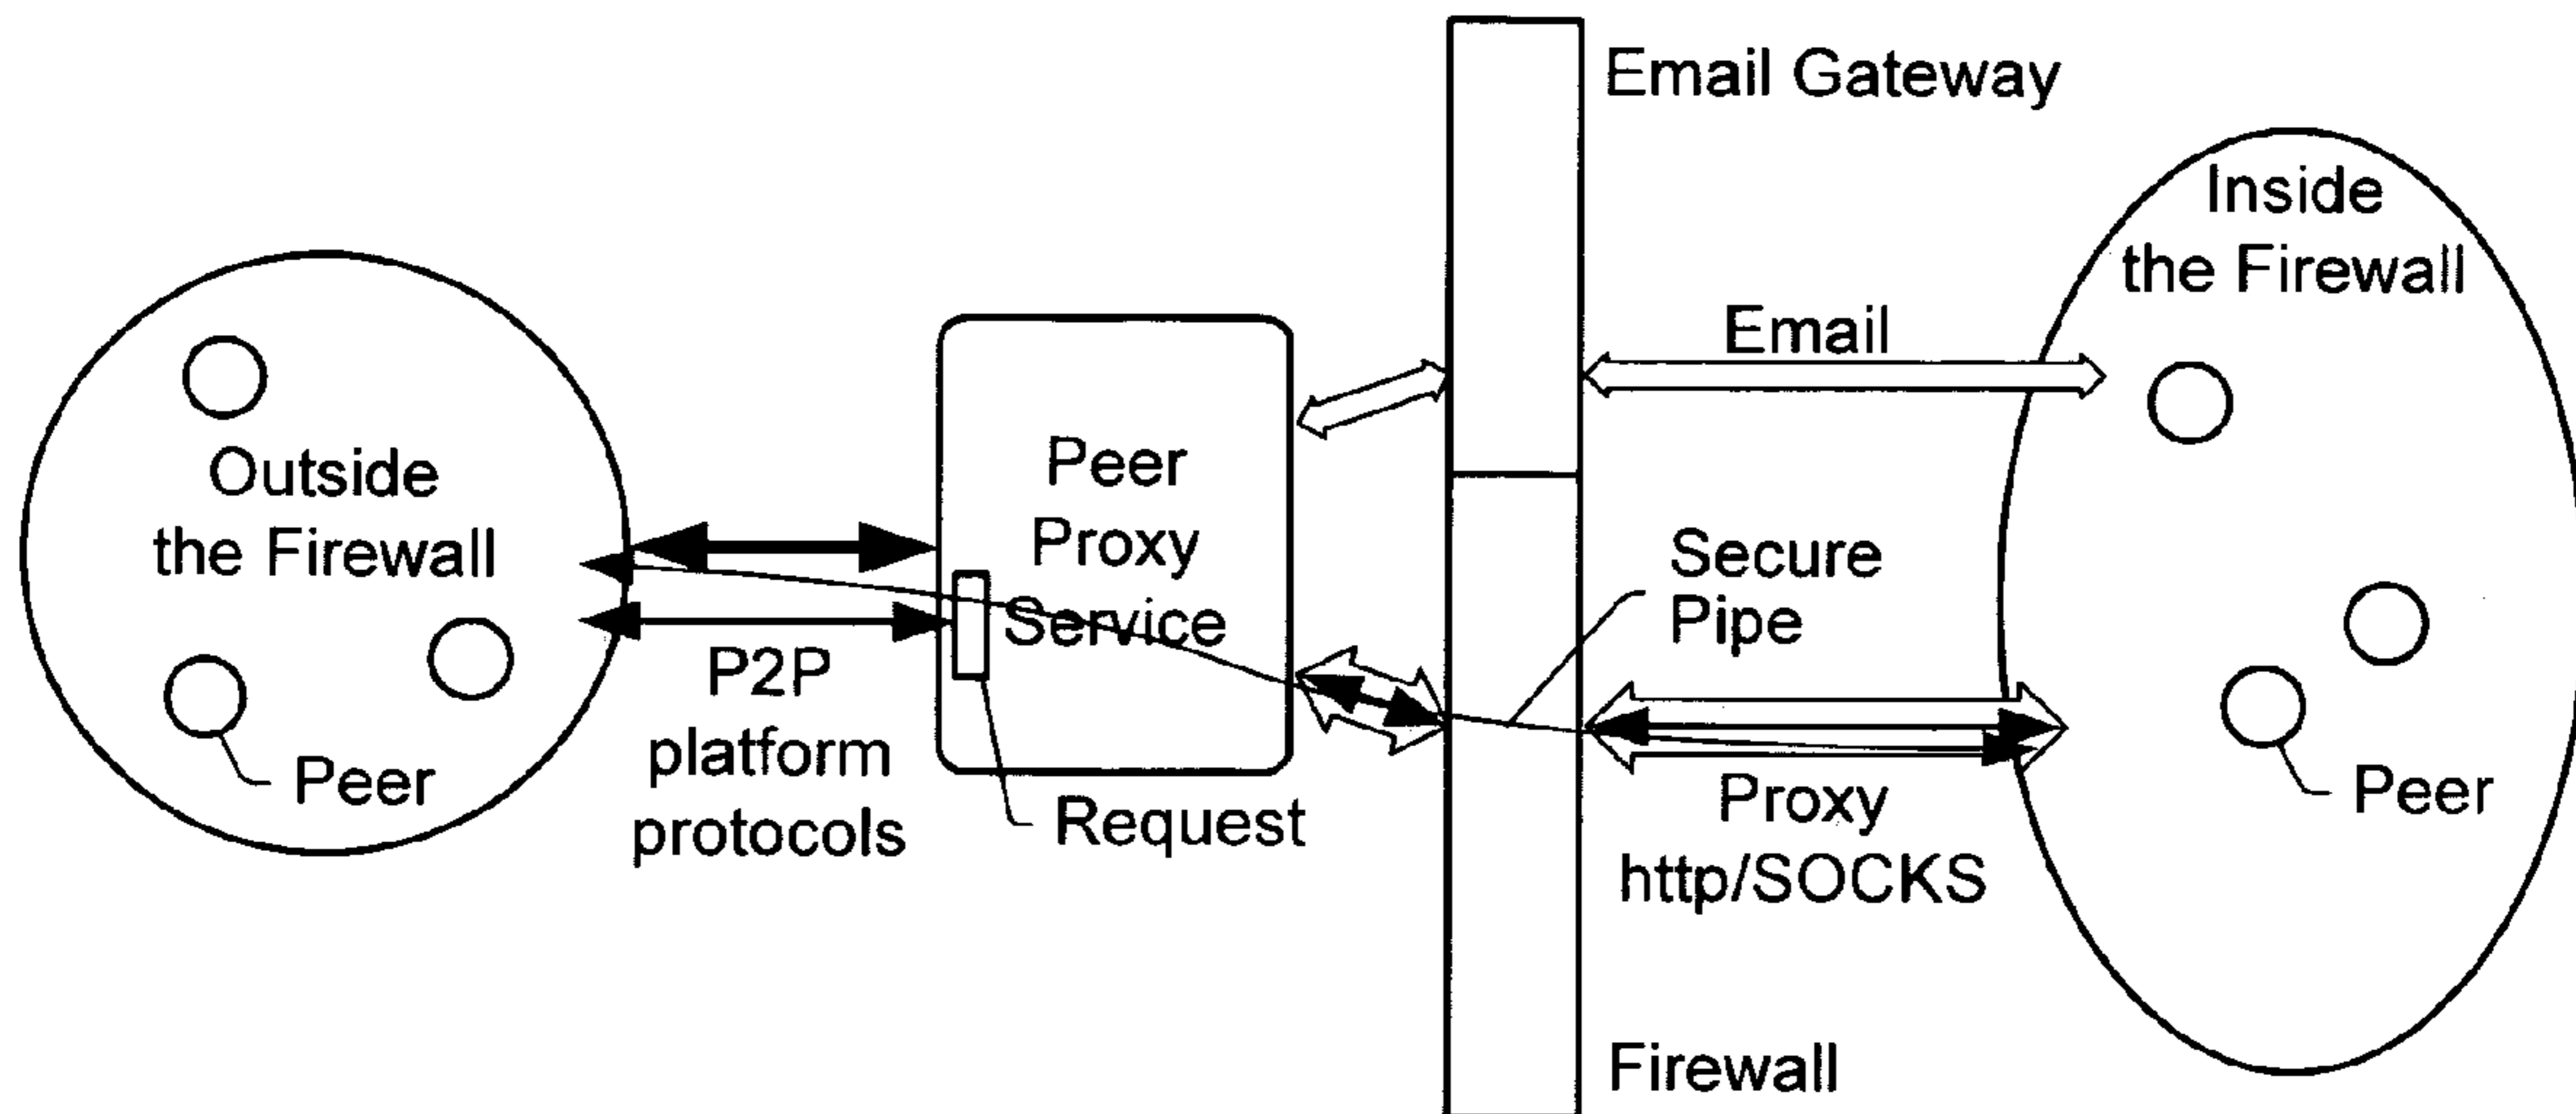 Email Gateway
Inside
the Firewall
Email
Outside
the Firewall
Peer
Proxy
Service
Secure
Pipe
P2P
platform
protocols
Peer
Request
Proxy
http/SOCKS
Peer
Firewall